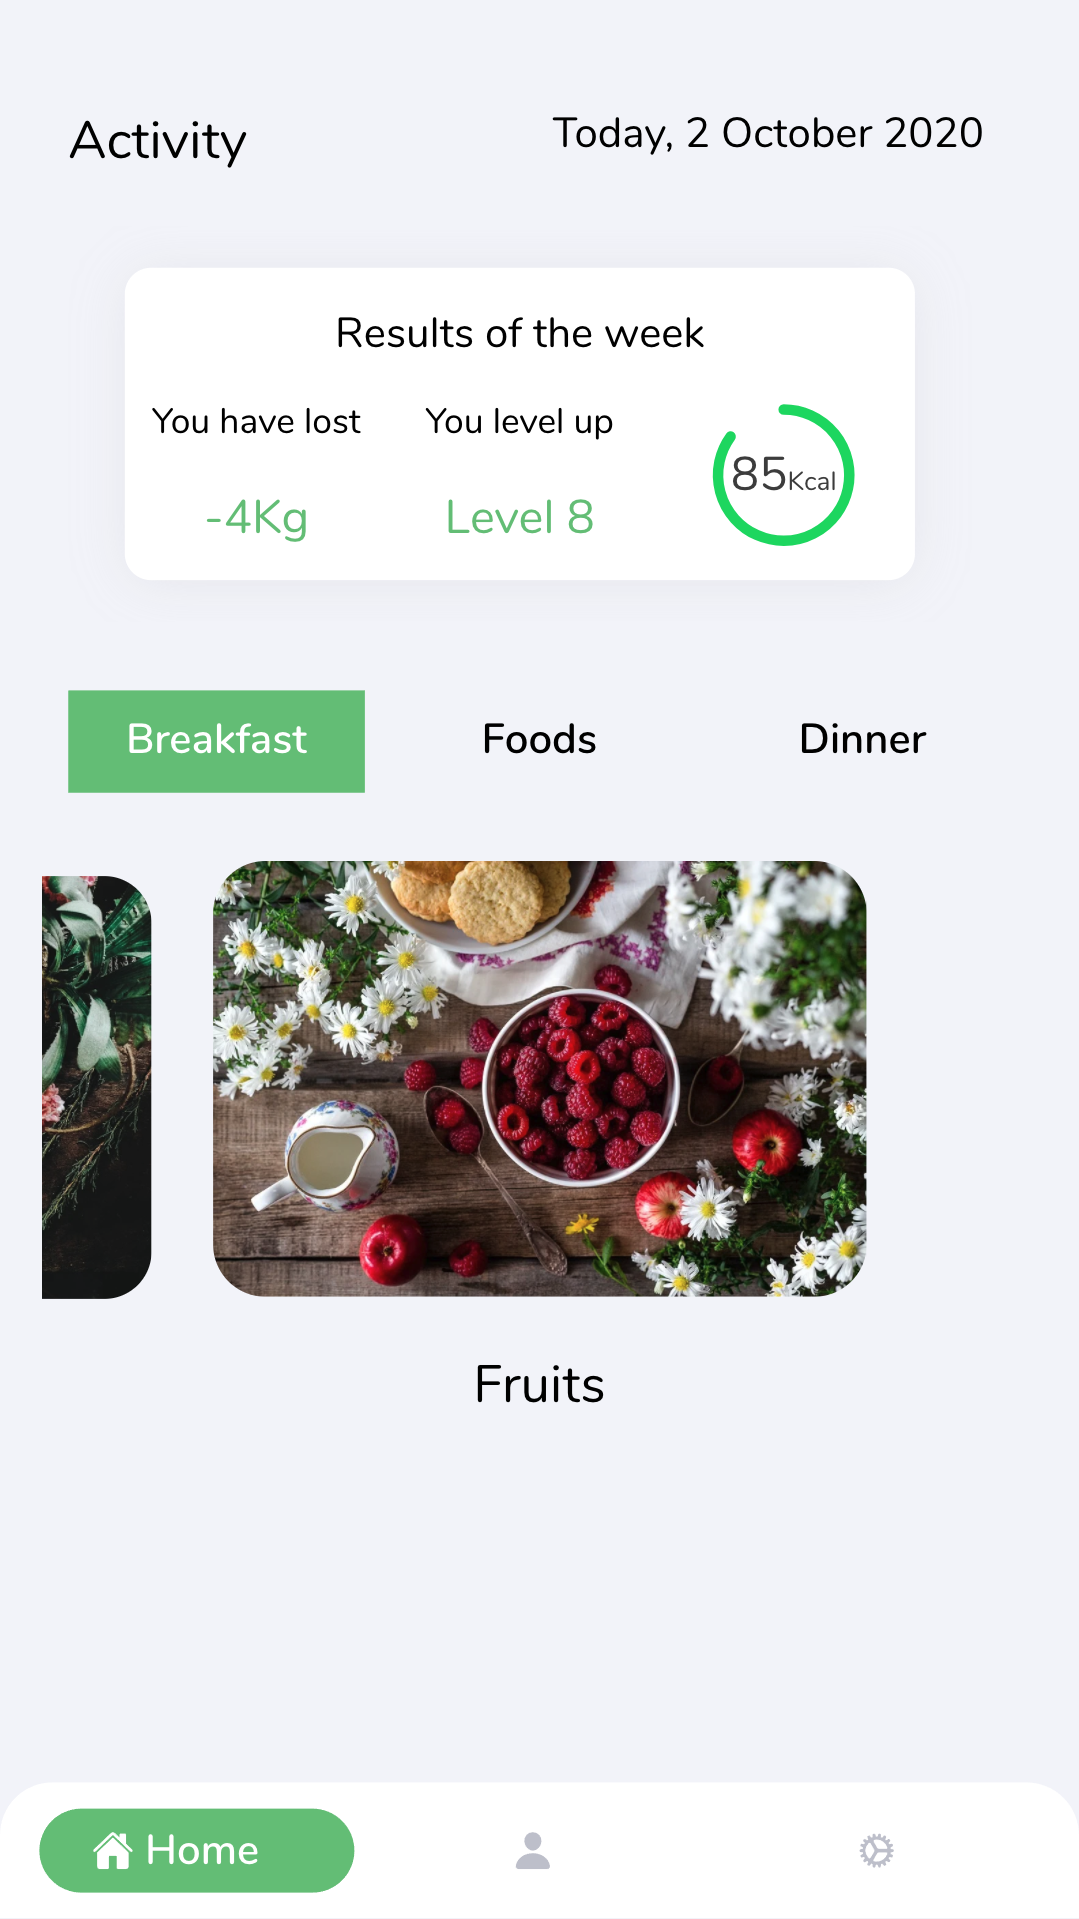 Activity
Today, 2 October 2020
Results of the week
You have lost
You level up
85Kcal
-4Kg
Level 8
Breakfast
Foods
Dinner
Fruits
Home